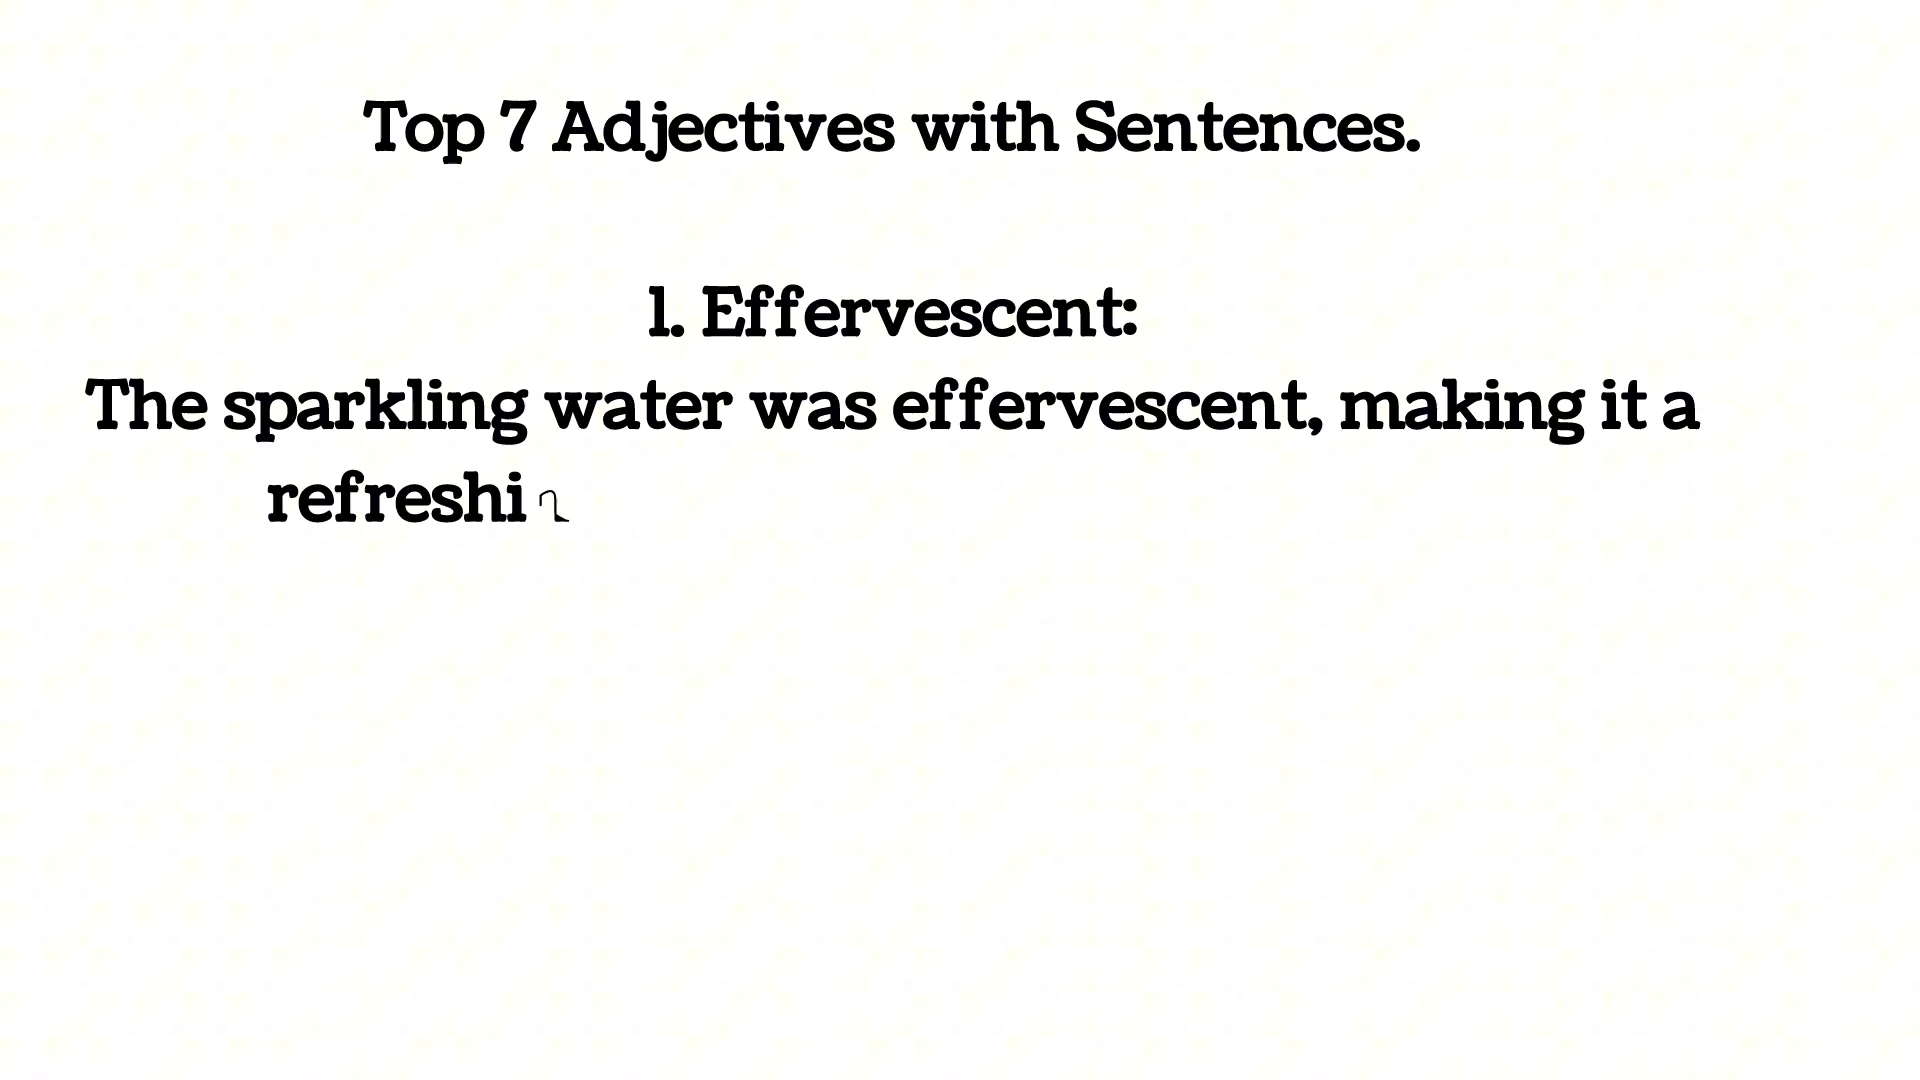 Top 7 Adjectives with Sentences.
1. Effervescent:
The sparkling water was effervescent, making it a
refreshi